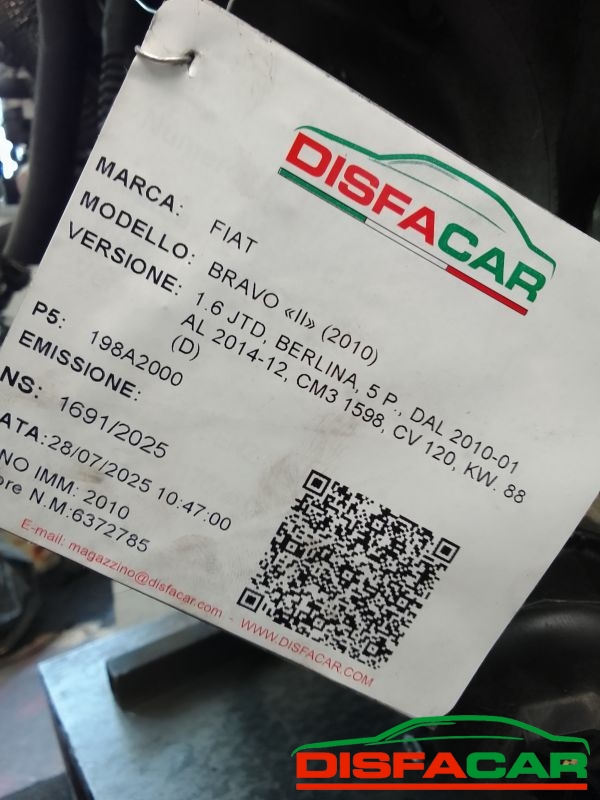 DISFACAR
MARCA: FIAT
MODELLO: BRAVO «II» (2010)
VERSIONE: 1.6 JTD, BERLINA, 5 P., DAL 2010-01
AL 2014-12, CM3 1598, CV 120, KW. 88
(D)
P5: 198A2000
EMISSIONE:
NS: 1691/2025
ATA:28/07/2025 10:47:00
NO IMM: 2010
ore N.M:6372785
E-mail: magazzino@disfacar.com - WWW.DISFACAR.COM
DISFACAR